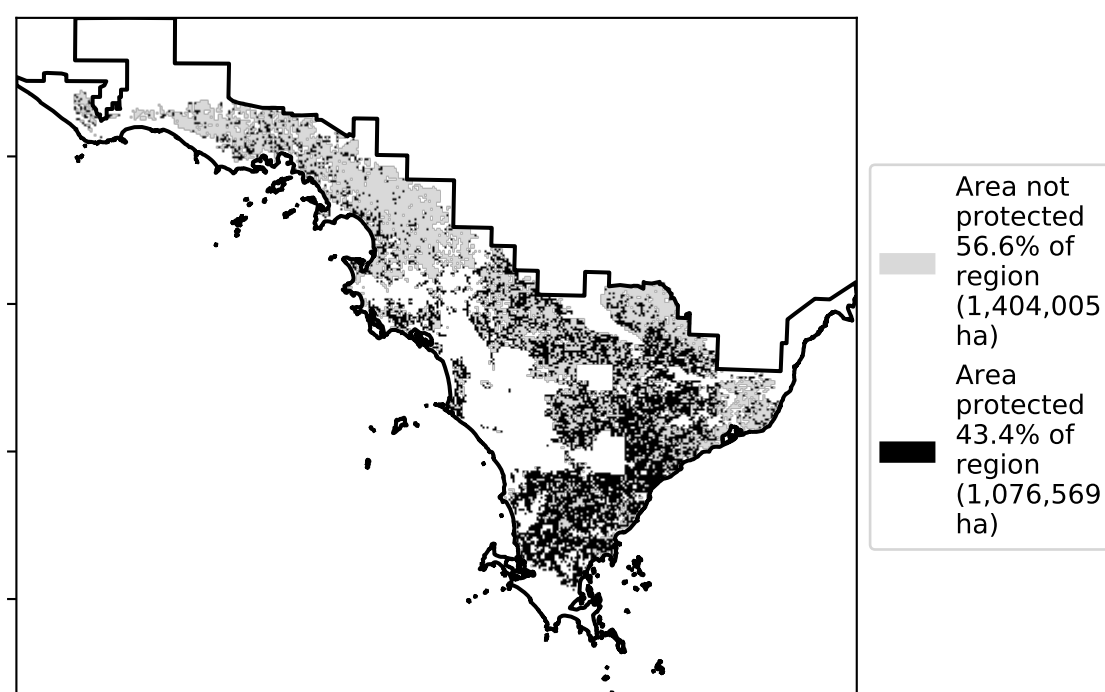 Area not
protected
56.6% of
region
(1,404,005
ha)
Area
protected
43.4% of
region
(1,076,569
ha)